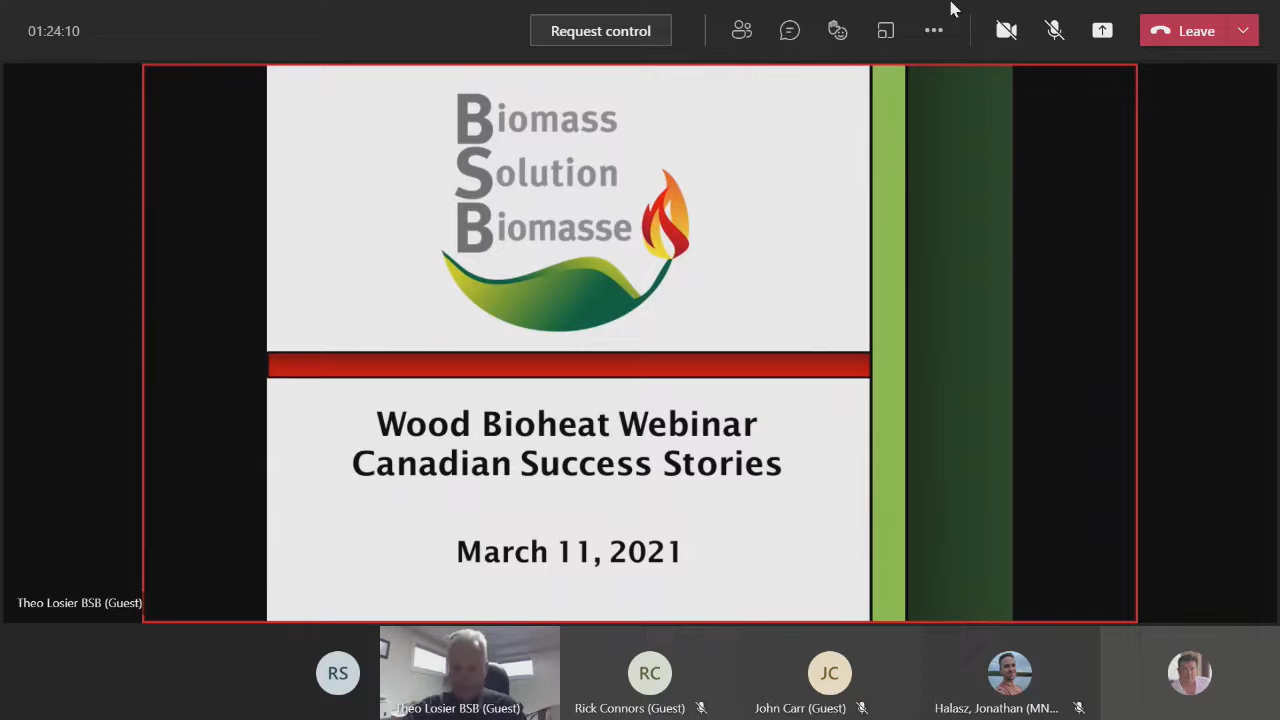 01:24:10
Request control
Leave
Biomass
Solution
Biomasse
Wood Bioheat Webinar
Canadian Success Stories
March 11, 2021
Theo Losier BSB (Guest)
RS
RC
JC
Theo Losier BSB (Guest)
Rick Connors (Guest)
John Carr (Guest)
Halasz, Jonathan (MN...